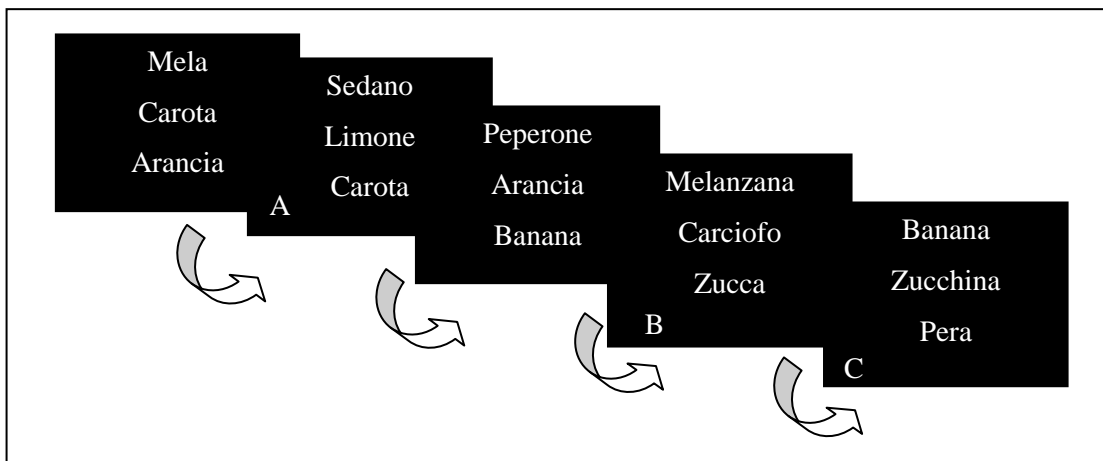 Mela
Carota
Arancia
Sedano
Limone
Carota
A
Peperone
Arancia
Banana
Melanzana
Carciofo
Zucca
B
Banana
Zucchina
Pera
C